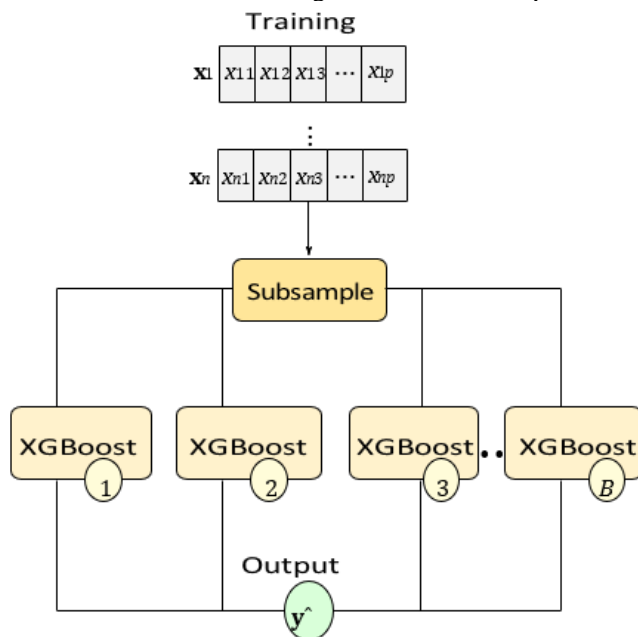 Training
x1 x11 x12 x13 ... x1p
⋮
xn xn1 xn2 xn3 ... xnp
Subsample
XGBoost XGBoost XGBoost .. XGBoost
1 2 3 B
Output
y^